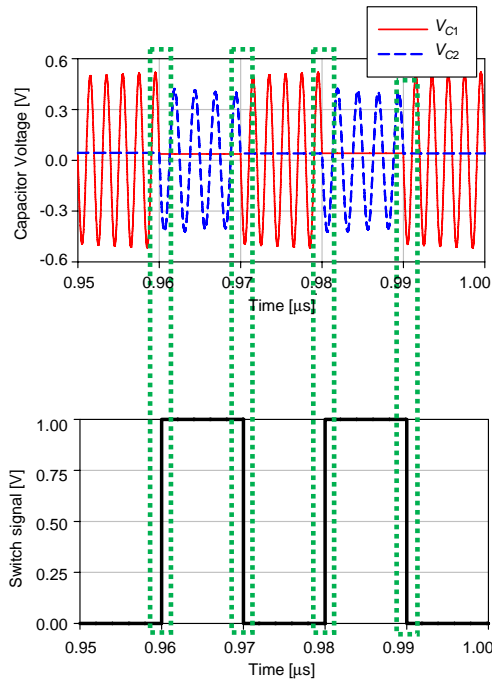 V_C1
V_C2
Capacitor Voltage [V]
0.6
0.3
0.0
-0.3
-0.6
0.95 0.96 0.97 0.98 0.99 1.00
Time [µs]
Switch signal [V]
1.00
0.75
0.50
0.25
0.00
0.95 0.96 0.97 0.98 0.99 1.00
Time [µs]